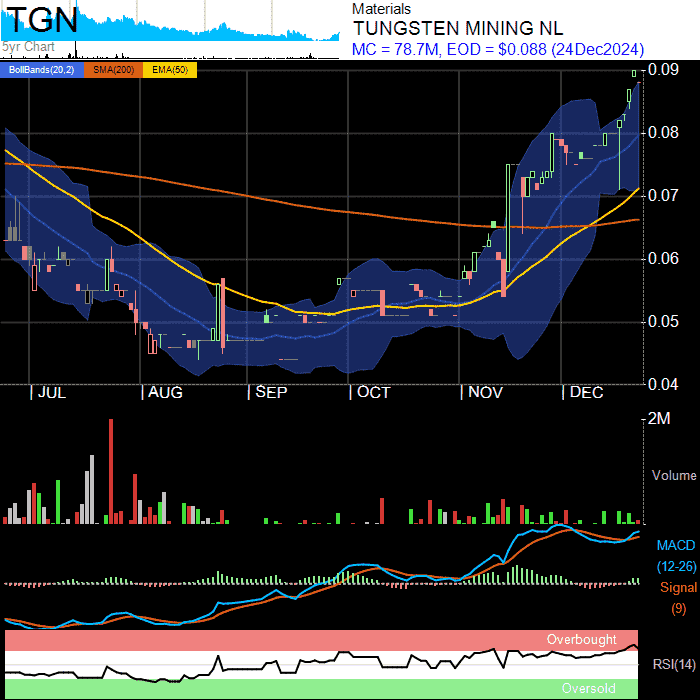 TGN
5yr Chart
Materials
TUNGSTEN MINING NL
MC = 78.7M, EOD = $0.088 (24Dec2024)
BollBands(20,2) SMA(200) EMA(50)
0.09
0.08
0.07
0.06
0.05
0.04
JUL AUG SEP OCT NOV DEC
2M
Volume
MACD
(12-26)
Signal
(9)
Overbought
RSI(14)
Oversold